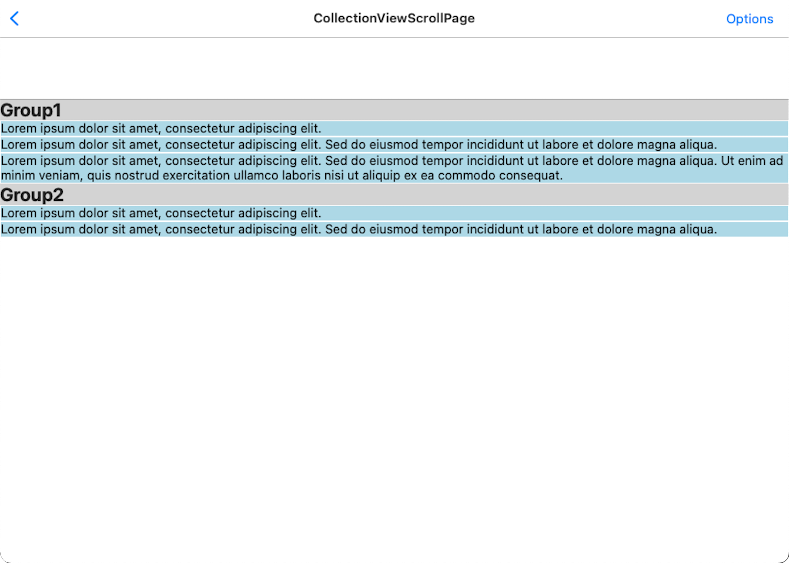 CollectionViewScrollPage
Options
Group1
Lorem ipsum dolor sit amet, consectetur adipiscing elit.
Lorem ipsum dolor sit amet, consectetur adipiscing elit. Sed do eiusmod tempor incididunt ut labore et dolore magna aliqua.
Lorem ipsum dolor sit amet, consectetur adipiscing elit. Sed do eiusmod tempor incididunt ut labore et dolore magna aliqua. Ut enim ad
minim veniam, quis nostrud exercitation ullamco laboris nisi ut aliquip ex ea commodo consequat.
Group2
Lorem ipsum dolor sit amet, consectetur adipiscing elit.
Lorem ipsum dolor sit amet, consectetur adipiscing elit. Sed do eiusmod tempor incididunt ut labore et dolore magna aliqua.